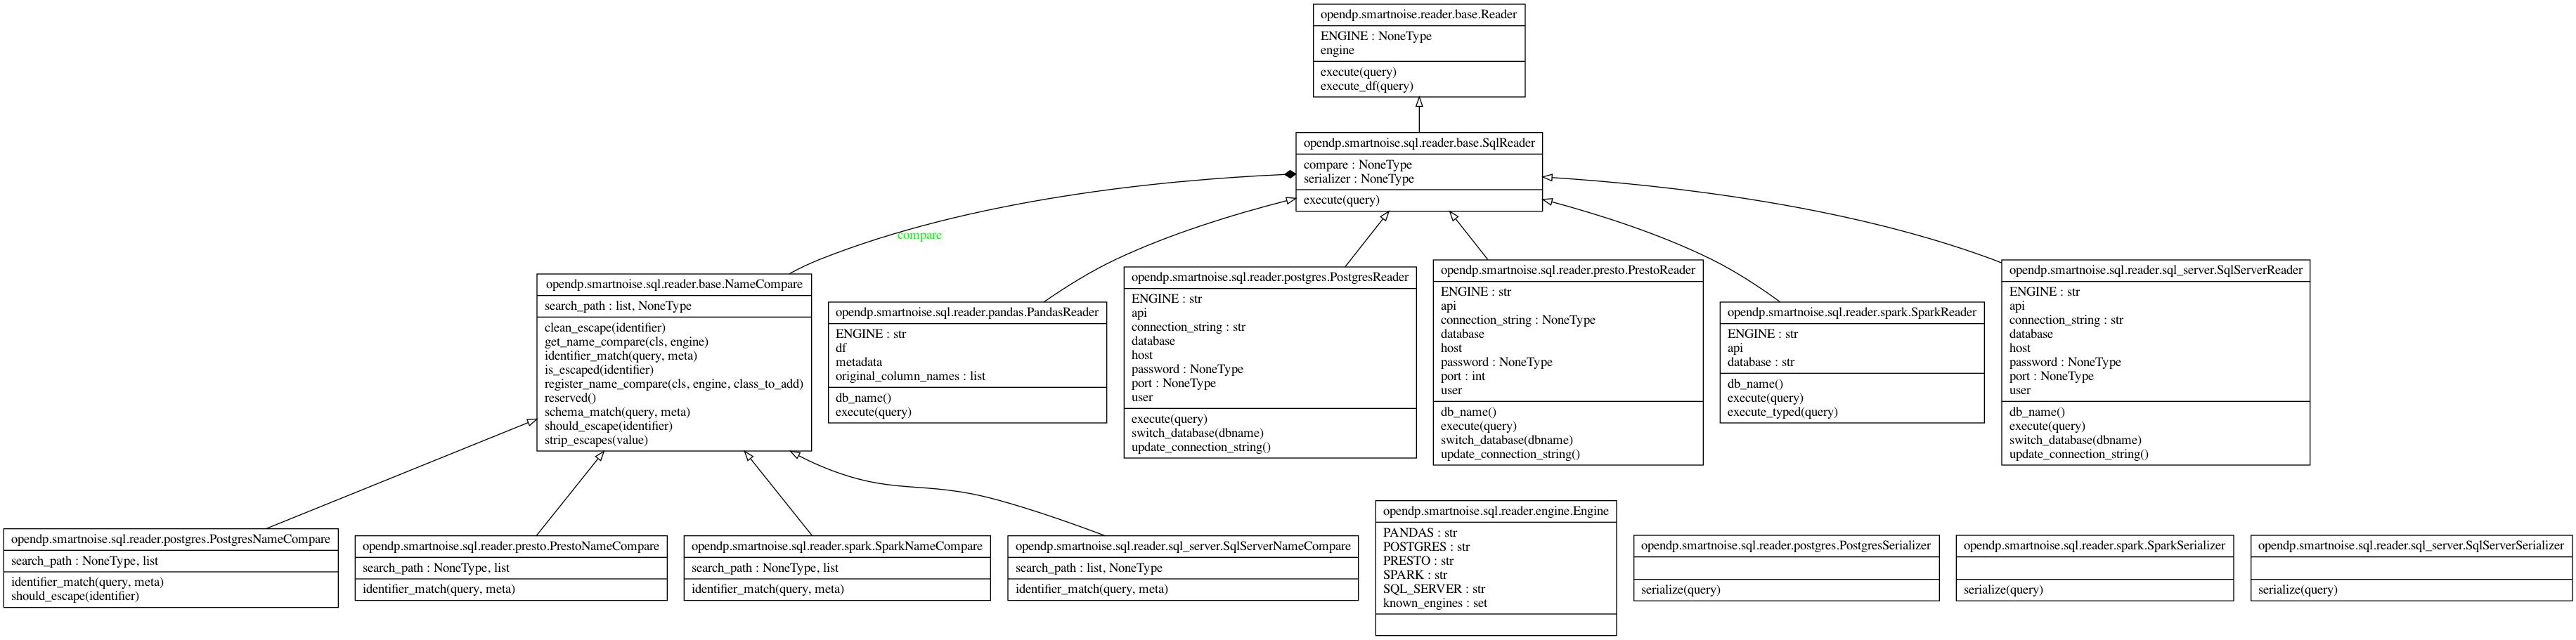 opendp.smartnoise.reader.base.Reader
ENGINE : NoneType
engine
execute(query)
execute_df(query)
opendp.smartnoise.sql.reader.base.SqlReader
compare : NoneType
serializer : NoneType
execute(query)
compare
opendp.smartnoise.sql.reader.base.NameCompare
search_path : list, NoneType
clean_escape(identifier)
get_name_compare(cls, engine)
identifier_match(query, meta)
is_escaped(identifier)
register_name_compare(cls, engine, class_to_add)
reserved()
schema_match(query, meta)
should_escape(identifier)
strip_escapes(value)
opendp.smartnoise.sql.reader.pandas.PandasReader
ENGINE : str
df
metadata
original_column_names : list
db_name()
execute(query)
opendp.smartnoise.sql.reader.postgres.PostgresReader
ENGINE : str
api
connection_string : str
database
host
password : NoneType
port : NoneType
user
execute(query)
switch_database(dbname)
update_connection_string()
opendp.smartnoise.sql.reader.presto.PrestoReader
ENGINE : str
api
connection_string : NoneType
database
host
password : NoneType
port : int
user
db_name()
execute(query)
switch_database(dbname)
update_connection_string()
opendp.smartnoise.sql.reader.spark.SparkReader
ENGINE : str
api
database : str
db_name()
execute(query)
execute_typed(query)
opendp.smartnoise.sql.reader.sql_server.SqlServerReader
ENGINE : str
api
connection_string : str
database
host
password : NoneType
port : NoneType
user
db_name()
execute(query)
switch_database(dbname)
update_connection_string()
opendp.smartnoise.sql.reader.postgres.PostgresNameCompare
search_path : NoneType, list
identifier_match(query, meta)
should_escape(identifier)
opendp.smartnoise.sql.reader.presto.PrestoNameCompare
search_path : NoneType, list
identifier_match(query, meta)
opendp.smartnoise.sql.reader.spark.SparkNameCompare
search_path : NoneType, list
identifier_match(query, meta)
opendp.smartnoise.sql.reader.sql_server.SqlServerNameCompare
search_path : list, NoneType
identifier_match(query, meta)
opendp.smartnoise.sql.reader.engine.Engine
PANDAS : str
POSTGRES : str
PRESTO : str
SPARK : str
SQL_SERVER : str
known_engines : set
opendp.smartnoise.sql.reader.postgres.PostgresSerializer
serialize(query)
opendp.smartnoise.sql.reader.spark.SparkSerializer
serialize(query)
opendp.smartnoise.sql.reader.sql_server.SqlServerSerializer
serialize(query)